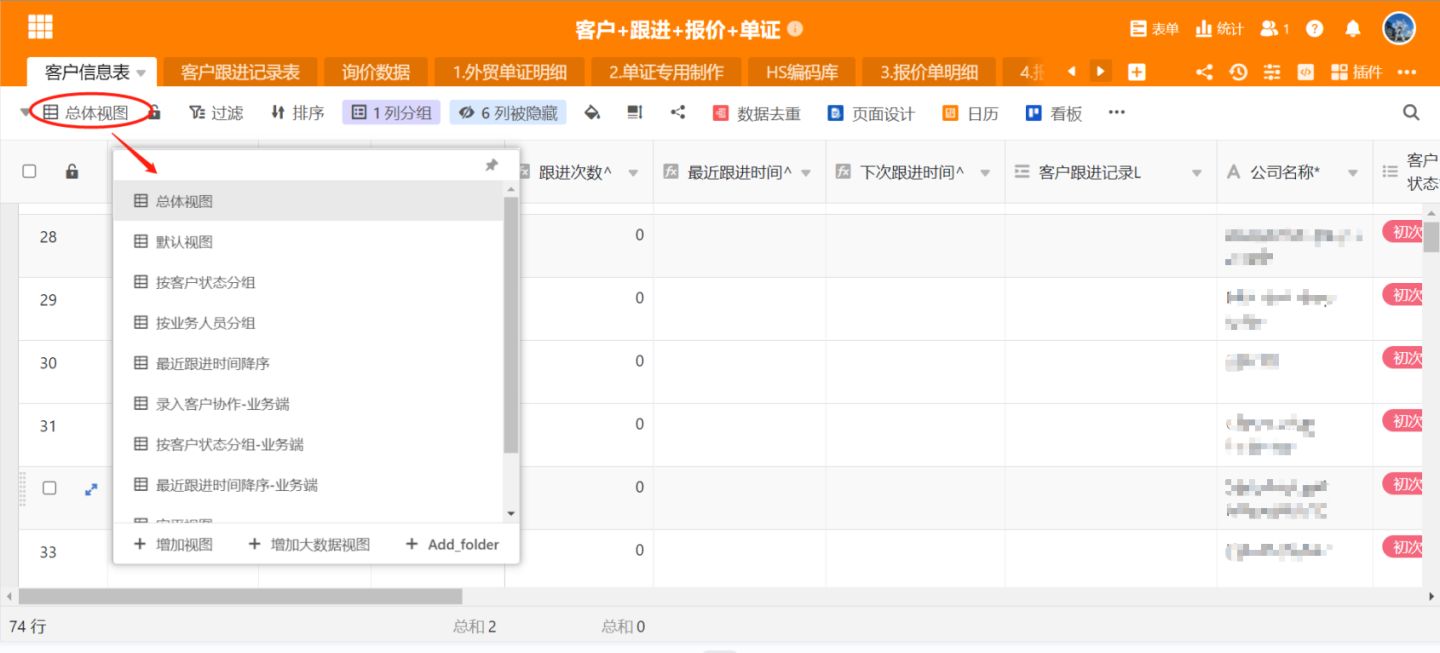 客户+跟进+报价+单证
表单 统计 1
客户信息表 客户跟进记录表 询价数据 1.外贸单证明细 2.单证专用制作 HS编码库 3.报价单明细 插件
总体视图 过滤 排序 1 列分组 6 列被隐藏 数据去重 页面设计 日历 看板
跟进次数^ 最近跟进时间^ 下次跟进时间^ 客户跟进记录L 公司名称* 客户
状态
总体视图
默认视图
按客户状态分组
按业务人员分组
最近跟进时间降序
录入客户协作-业务端
按客户状态分组-业务端
最近跟进时间降序-业务端
增加视图 增加大数据视图 Add_folder
28 0 初次
29 0 初次
30 0 初次
31 0 初次
0 初次
33 0 初次
74 行 总和 2 总和 0